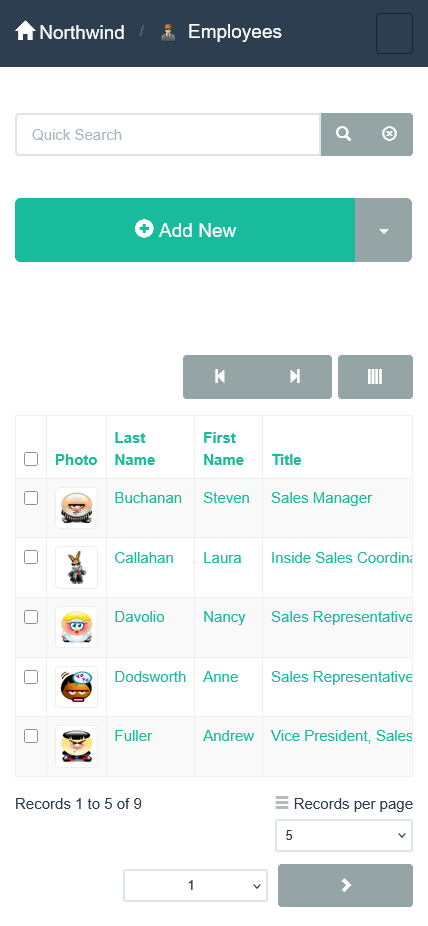 Northwind / Employees
Quick Search
Add New
Photo Last Name First Name Title
Buchanan Steven Sales Manager
Callahan Laura Inside Sales Coordina
Davolio Nancy Sales Representative
Dodsworth Anne Sales Representative
Fuller Andrew Vice President, Sales
Records 1 to 5 of 9 Records per page
5
1